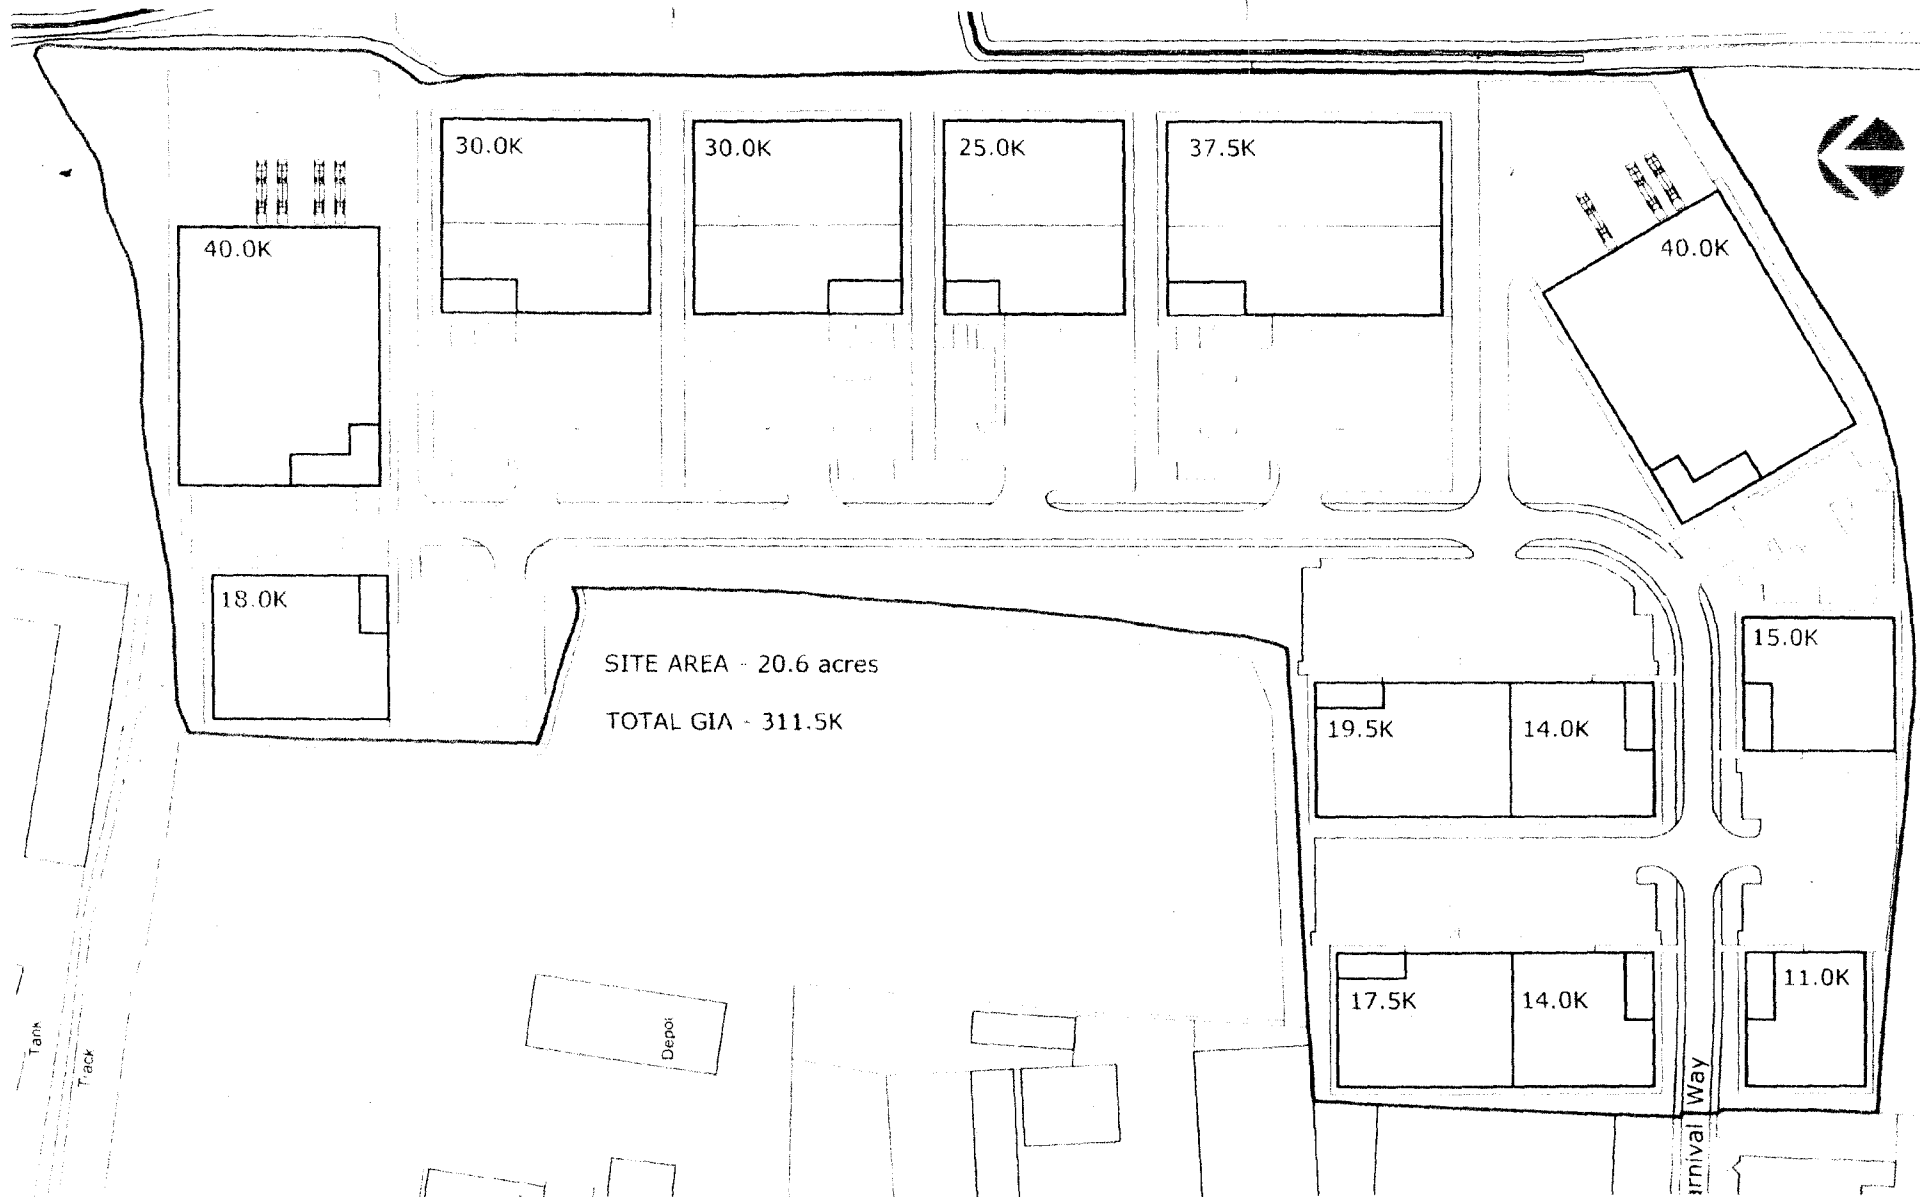 30.0K
30.0K
25.0K
37.5K
40.0K
40.0K
18.0K
SITE AREA - 20.6 acres
TOTAL GIA - 311.5K
15.0K
19.5K
14.0K
17.5K
14.0K
11.0K
Depot
Tank
Track
arnival Way